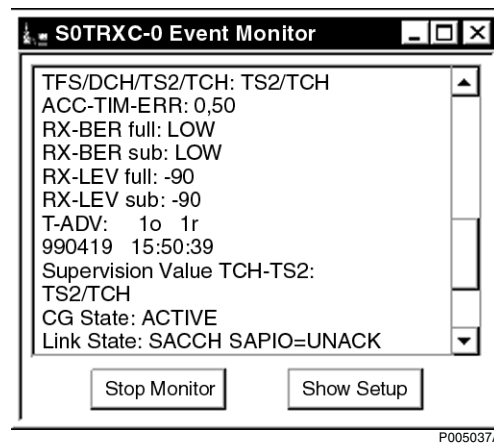 S0TRXC-0 Event Monitor
TFS/DCH/TS2/TCH: TS2/TCH
ACC-TIM-ERR: 0,50
RX-BER full: LOW
RX-BER sub: LOW
RX-LEV full: -90
RX-LEV sub: -90
T-ADV: 1o 1r
990419 15:50:39
Supervision Value TCH-TS2:
TS2/TCH
CG State: ACTIVE
Link State: SACCH SAPIO=UNACK
Stop Monitor Show Setup
P005037A